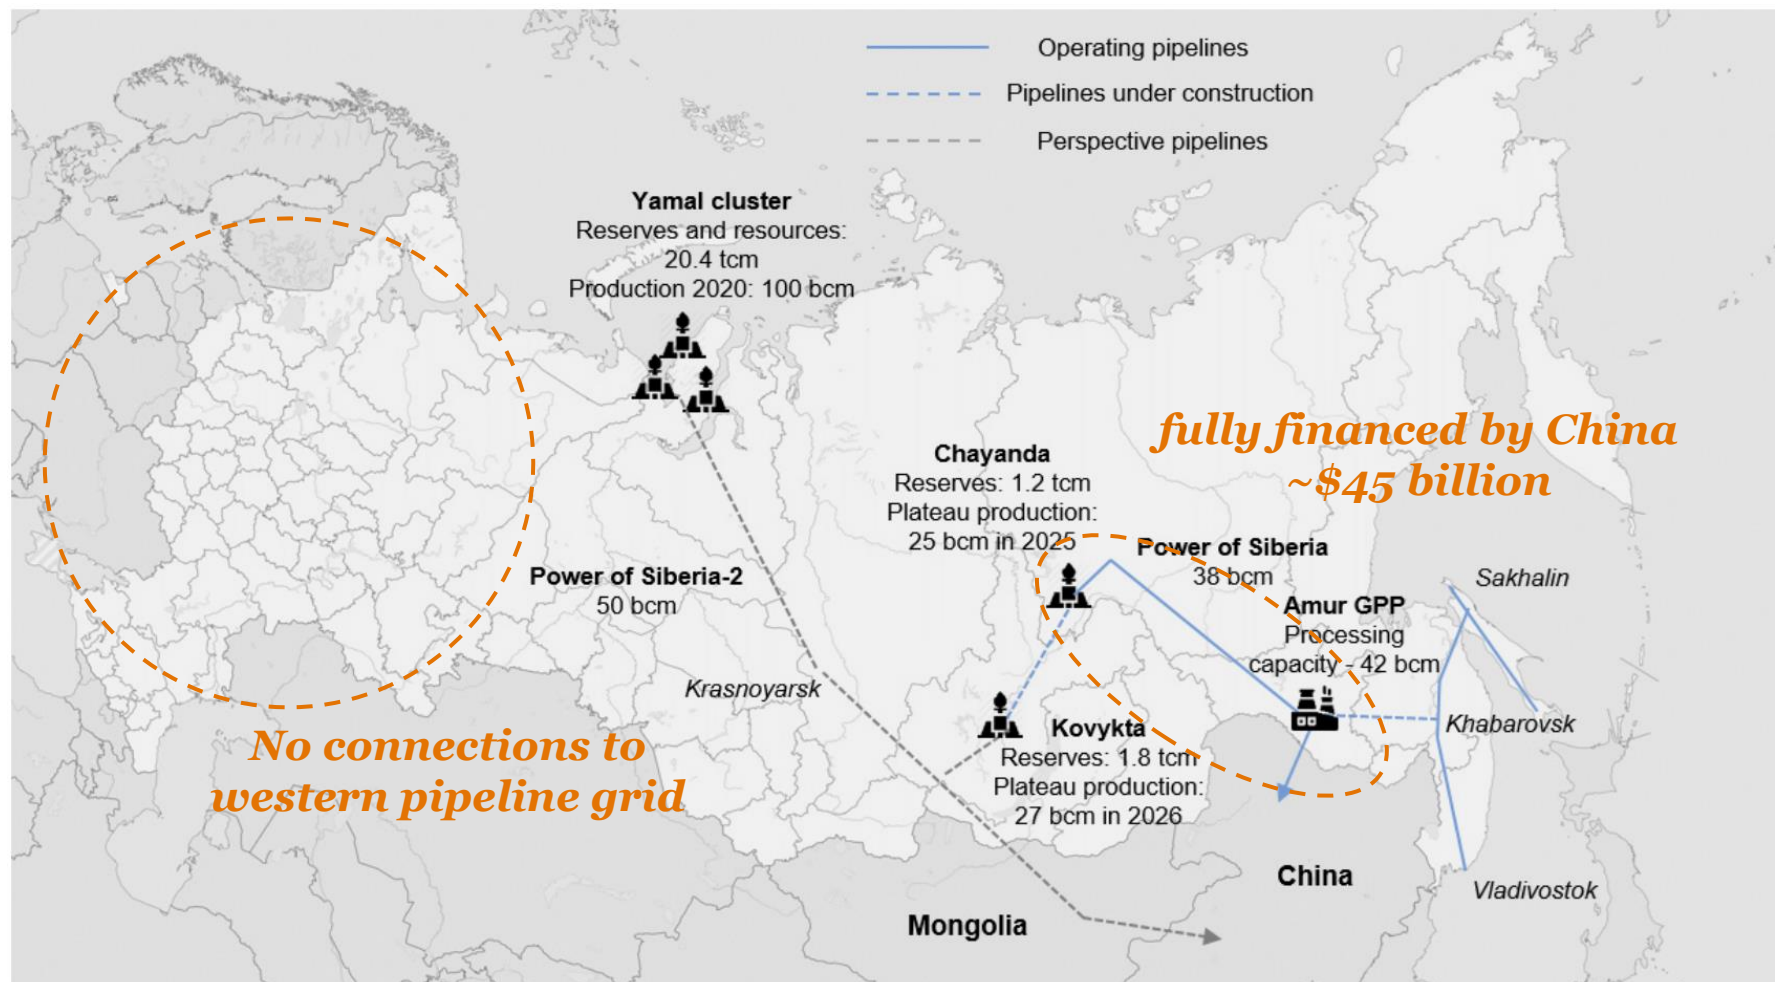 Operating pipelines
Pipelines under construction
Perspective pipelines
Yamal cluster
Reserves and resources:
20.4 tcm
Production 2020: 100 bcm
fully financed by China
~$45 billion
Chayanda
Reserves: 1.2 tcm
Plateau production:
25 bcm in 2025
Power of Siberia
38 bcm
Sakhalin
Power of Siberia-2
50 bcm
Amur GPP
Processing
capacity - 42 bcm
Krasnoyarsk
Khabarovsk
Kovykta
Reserves: 1.8 tcm
Plateau production:
27 bcm in 2026
No connections to
western pipeline grid
China
Vladivostok
Mongolia